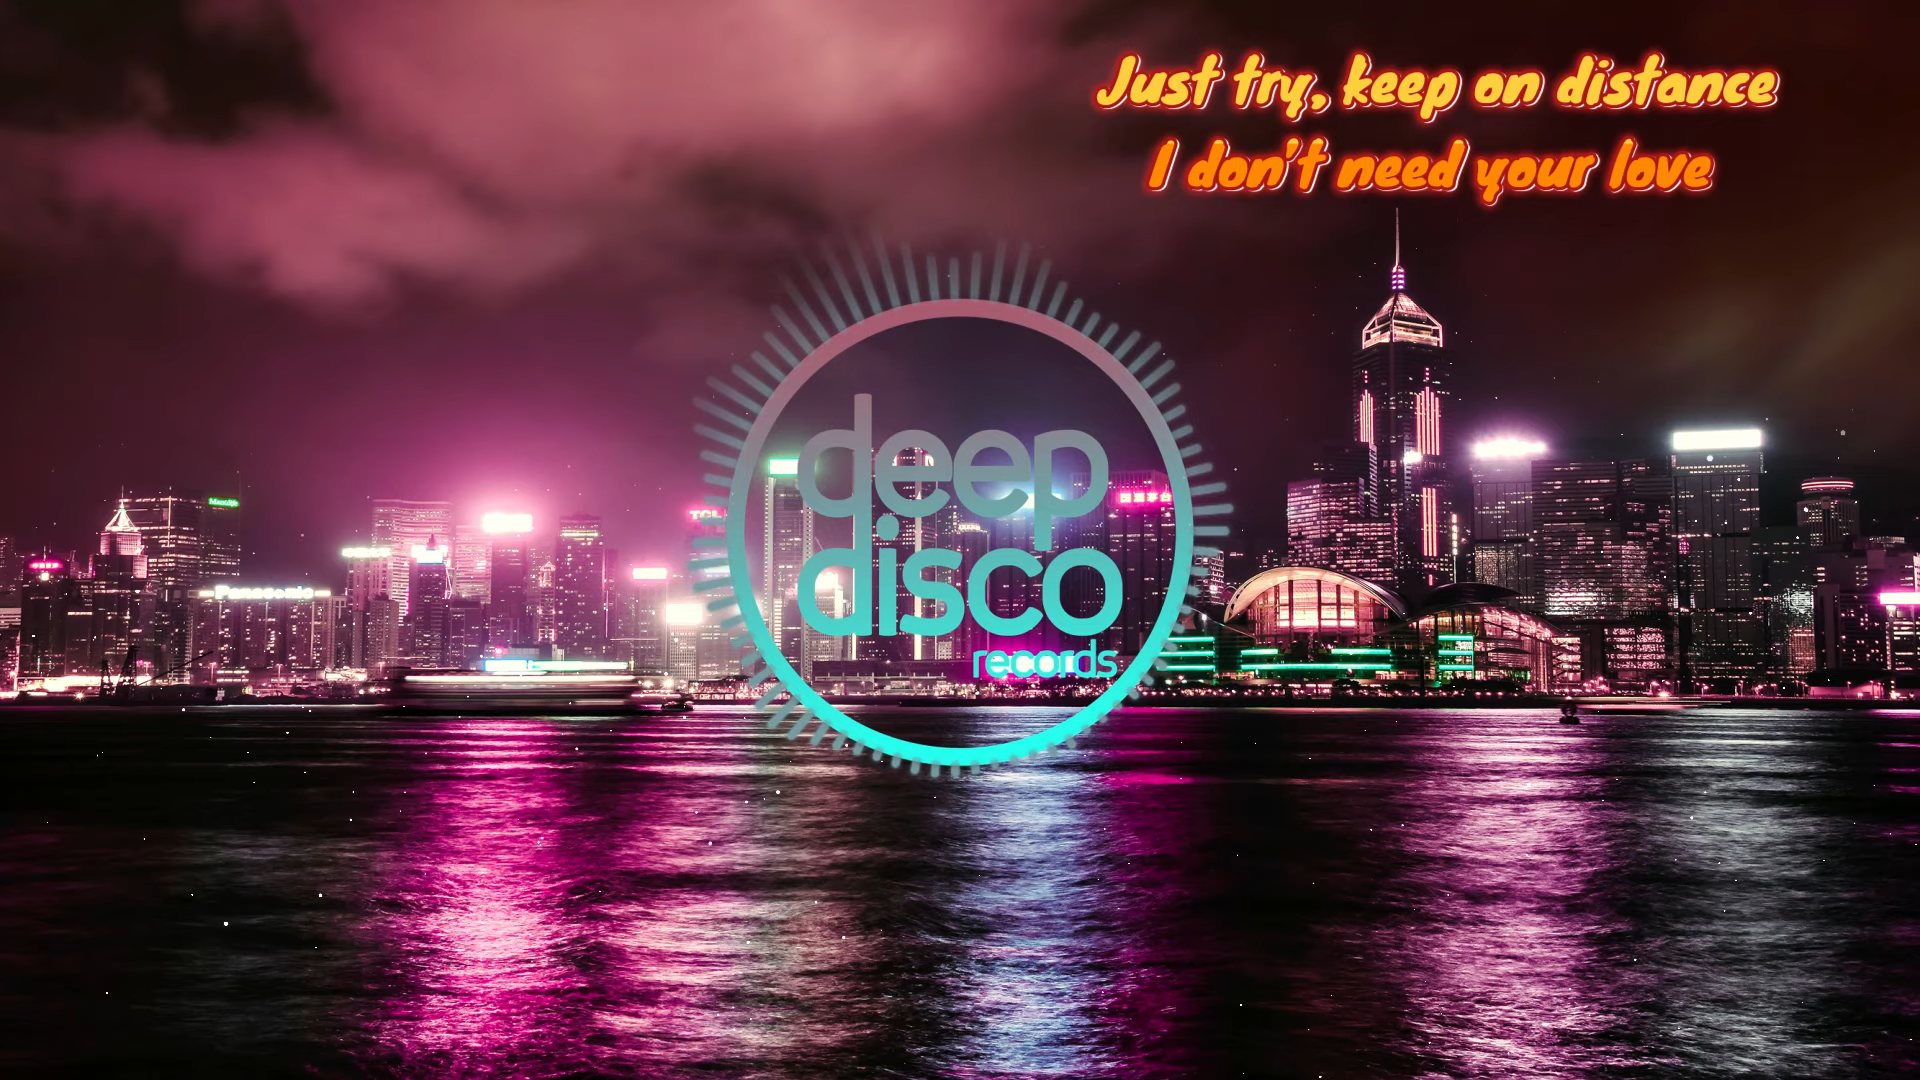 Just try, keep on distance
I don't need your love
deep
disco
records
Panasonic
TCL